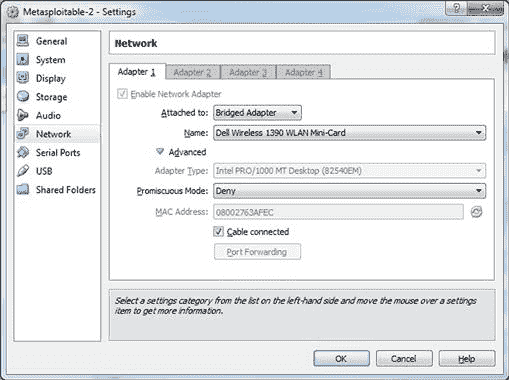 Metasploitable-2 - Settings
General
System
Display
Storage
Audio
Network
Serial Ports
USB
Shared Folders
Network
Adapter 1 Adapter 2 Adapter 3 Adapter 4
Enable Network Adapter
Attached to: Bridged Adapter
Name: Dell Wireless 1390 WLAN Mini-Card
Advanced
Adapter Type: Intel PRO/1000 MT Desktop (82540EM)
Promiscuous Mode: Deny
MAC Address: 08002763AFEC
Cable connected
Port Forwarding
Select a settings category from the list on the left-hand side and move the mouse over a settings
item to get more information.
OK Cancel Help